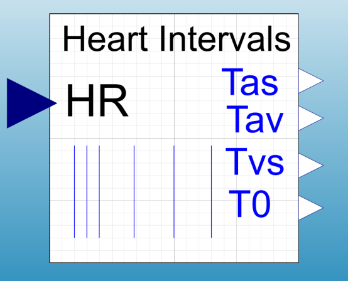 Heart Intervals
HR
Tas
Tav
Tvs
T0